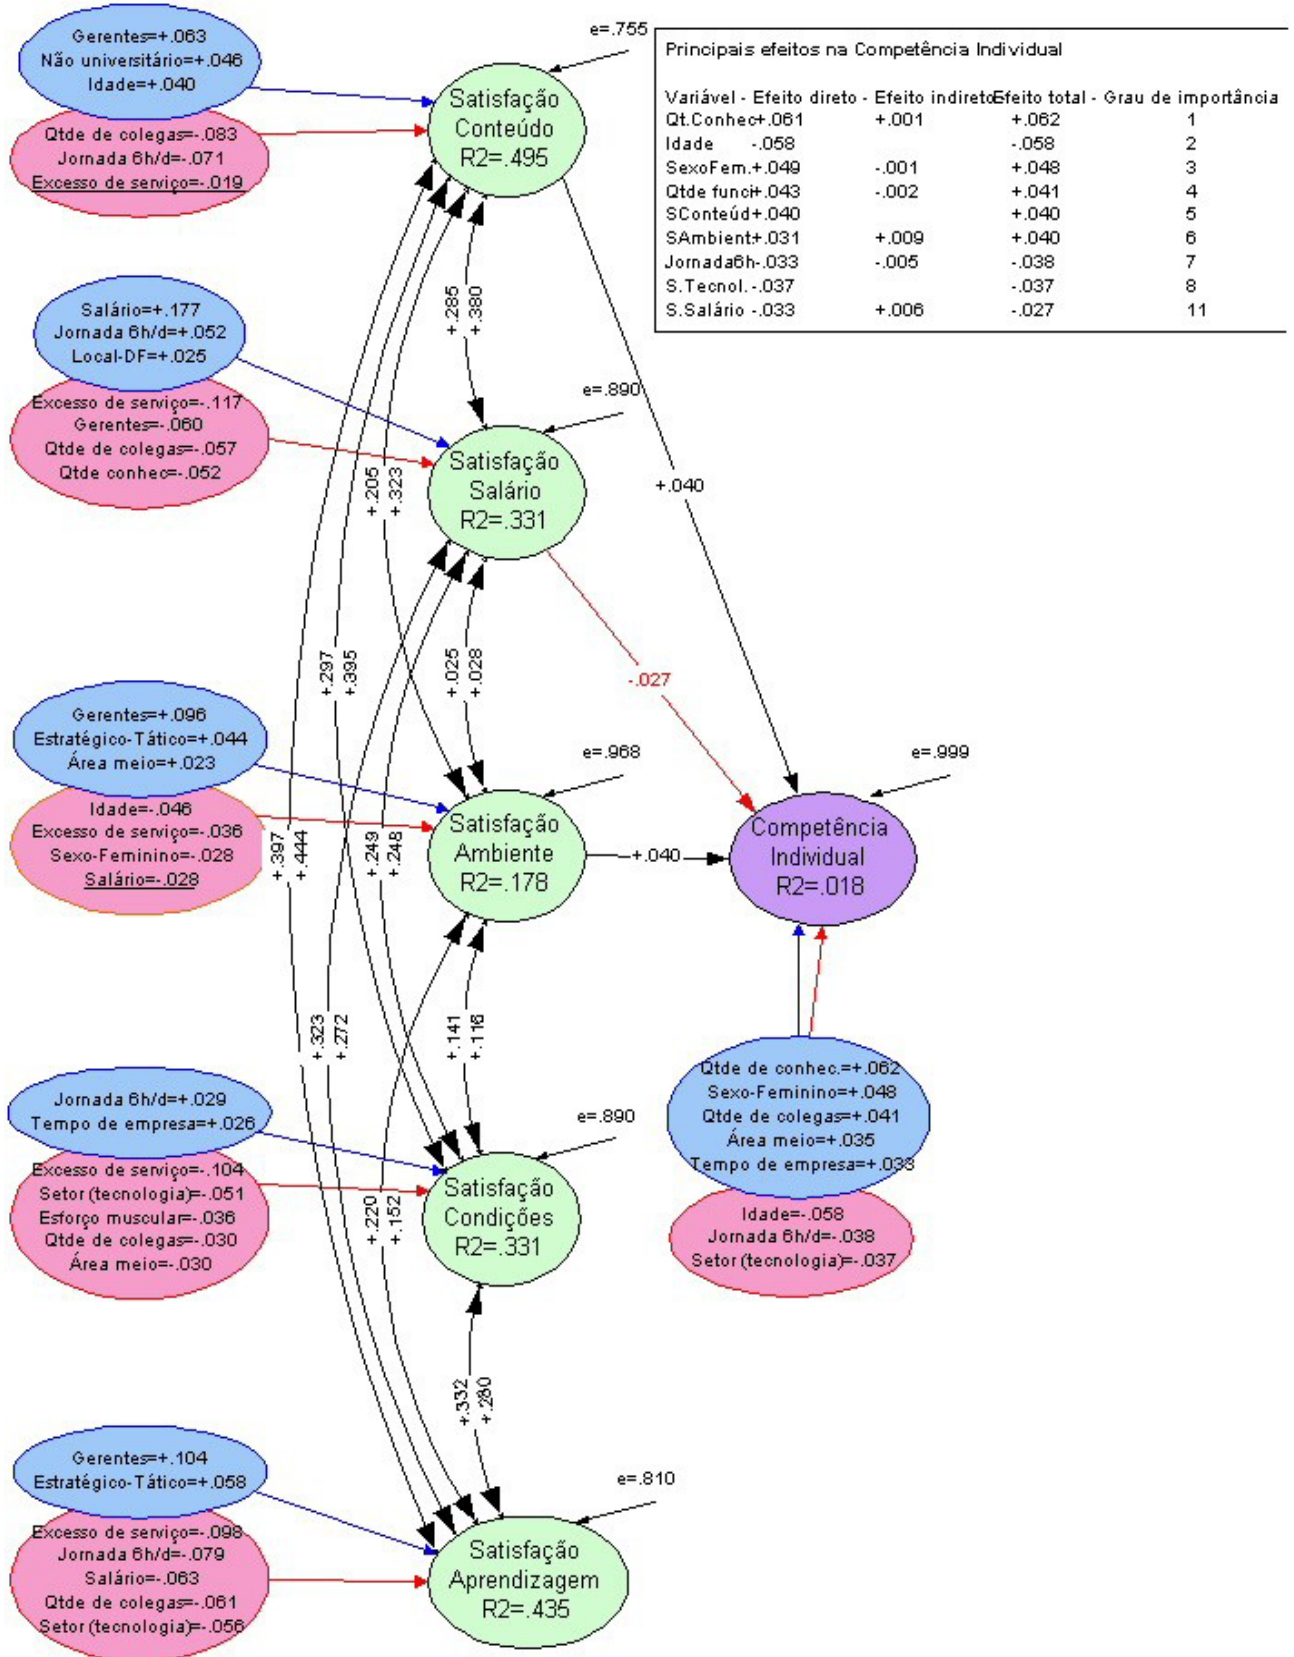 Gerentes=+.063
Não universitário=+.046
Idade=+.040
Qtde de colegas=-.083
Jornada 6h/d=-.071
Excesso de serviço=-.019
e=.755
Satisfação
Conteúdo
R2=.495
Principais efeitos na Competência Individual
Variável - Efeito direto - Efeito indireto Efeito total - Grau de importância
Qt.Conhec+.061 +.001 +.062 1
Idade -.058 -.058 2
SexoFem.+.049 -.001 +.048 3
Qtde funci+.043 -.002 +.041 4
SConteúd+.040 +.040 5
SAmbient+.031 +.009 +.040 6
Jornada6h-.033 -.005 -.038 7
S.Tecnol.-.037 -.037 8
S.Salário -.033 +.006 -.027 11
+.285
+.380
Salário=+.177
Jornada 6h/d=+.052
Local-DF=+.025
Excesso de serviço=-.117
Gerentes=-.060
Qtde de colegas=-.057
Qtde conhec=-.052
e=.890
Satisfação
Salário
R2=.331
+.205
+.323
+.040
+.297
+.395
+.025
+.028
-.027
Gerentes=+.096
Estratégico-Tático=+.044
Área meio=+.023
Idade=-.046
Excesso de serviço=-.036
Sexo-Feminino=-.028
Salário=-.028
e=.968
Satisfação
Ambiente
R2=.178
+.040
e=.999
Competência
Individual
R2=.018
+.397
+.444
+.249
+.248
+.323
+.272
+.141
+.116
Jornada 6h/d=+.029
Tempo de empresa=+.026
Excesso de serviço=-.104
Setor (tecnologia)=-.051
Esforço muscular=-.036
Qtde de colegas=-.030
Área meio=-.030
e=.890
Satisfação
Condições
R2=.331
+.220
+.152
Qtde de conhec.=+.062
Sexo-Feminino=+.048
Qtde de colegas=+.041
Área meio=+.035
Tempo de empresa=+.033
Idade=-.058
Jornada 6h/d=-.038
Setor (tecnologia)=-.037
+.332
+.280
Gerentes=+.104
Estratégico-Tático=+.058
Excesso de serviço=-.098
Jornada 6h/d=-.079
Salário=-.063
Qtde de colegas=-.061
Setor (tecnologia)=-.056
e=.810
Satisfação
Aprendizagem
R2=.435